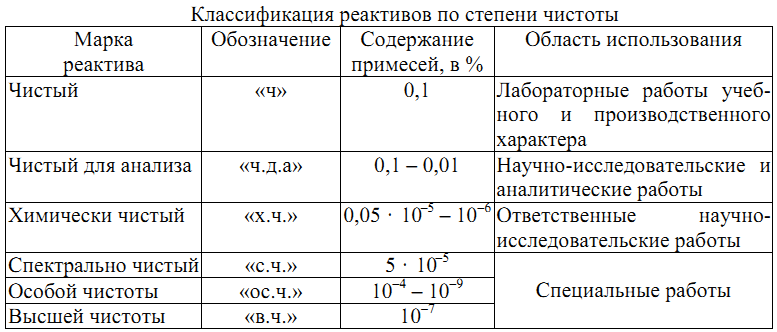 Классификация реактивов по степени чистоты
Марка реактива Обозначение Содержание примесей, в % Область использования
Чистый «ч» 0,1 Лабораторные работы учеб-
ного и производственного
характера
Чистый для анализа «ч.д.а» 0,1 – 0,01 Научно-исследовательские и
аналитические работы
Химически чистый «х.ч.» 0,05 · 10⁻⁵ – 10⁻⁶ Ответственные научно-
исследовательские работы
Спектрально чистый «с.ч.» 5 · 10⁻⁵
Особой чистоты «ос.ч.» 10⁻⁴ – 10⁻⁹ Специальные работы
Высшей чистоты «в.ч.» 10⁻⁷